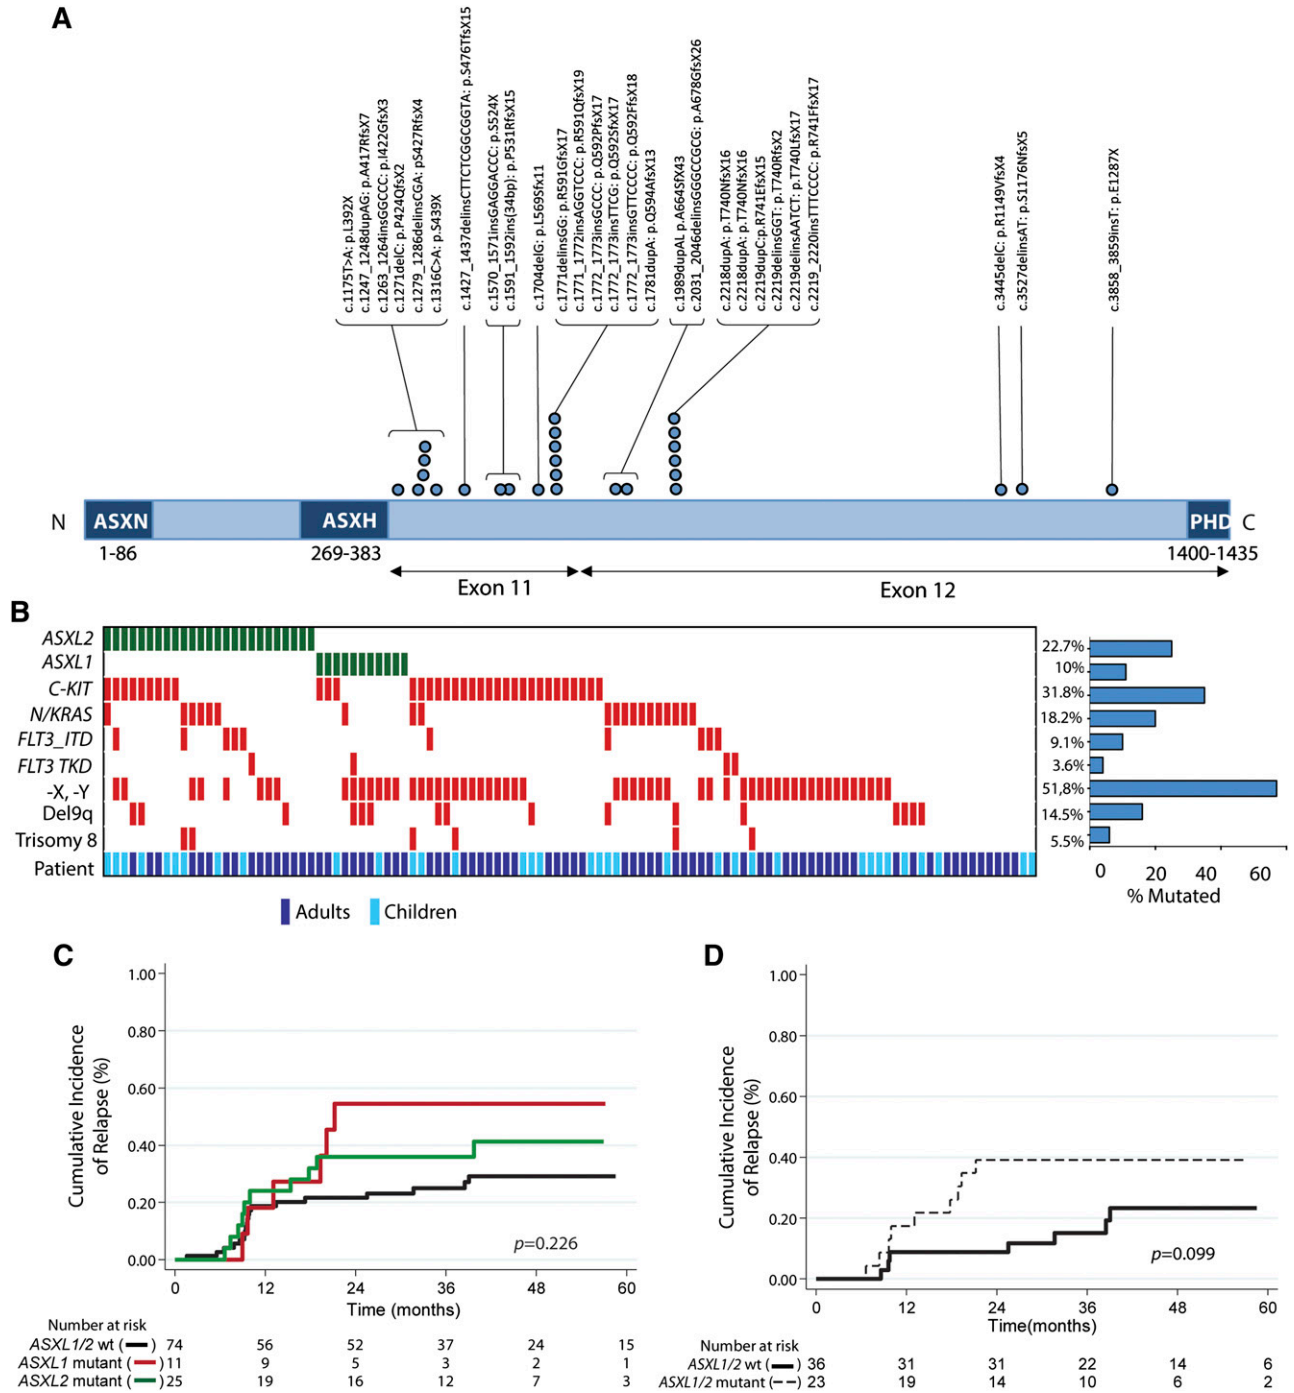 A
c.1175T>A: p.L392X
c.1247_1248dupAG: p.A417RfsX7
c.1263_1264insGGCCC: p.I422GfsX3
c.1271delC: p.P424QfsX2
c.1279_1286delinsCGA: pS427RfsX4
c.1316C>A: p.S439X
c.1427_1437delinsCTTCTCGGCGGTA: p.S476TfsX15
c.1570_1571insGAGGACCC: p.S524X
c.1591_1592ins(34bp): p.P531RfsX15
c.1704delG: p.L569Sfx11
c.1771delinsGG: p.R591GfsX17
c.1771_1772insAGGTCCC: p.R591QfsX19
c.1772_1773insGCCC: p.Q592PfsX17
c.1772_1773insTTCG: p.Q592SfsX17
c.1772_1773insGTTCCCC: p.Q592FfsX18
c.1781dupA: p.Q594AfsX13
c.1989dupAL p.A664SfX43
c.2031_2046delinsGGGCCGCG: p.A678GfsX26
c.2218dupA: p.T740NfsX16
c.2218dupA: p.T740NfsX16
c.2219dupC:p.R741EfsX15
c.2219delinsGGT: p.T740RfsX2
c.2219delinsAATCT: p.T740LfsX17
c.2219_2220insTTTCCCC: p.R741FfsX17
c.3445delC: p.R1149VfsX4
c.3527delinsAT: p.S1176NfsX5
c.3858_3859insT: p.E1287X
N ASXN ASXH PHD C
1-86 269-383 1400-1435
Exon 11 Exon 12
B
ASXL2 22.7%
ASXL1 10%
C-KIT 31.8%
N/KRAS 18.2%
FLT3_ITD 9.1%
FLT3 TKD 3.6%
-X, -Y 51.8%
Del9q 14.5%
Trisomy 8 5.5%
Patient
0 20 40 60
% Mutated
Adults Children
C
Cumulative Incidence
of Relapse (%)
1.00
0.80
0.60
0.40
0.20
0.00
p=0.226
0 12 24 36 48 60
Time (months)
Number at risk
ASXL1/2 wt ( ) 74 56 52 37 24 15
ASXL1 mutant ( ) 11 9 5 3 2 1
ASXL2 mutant ( ) 25 19 16 12 7 3
D
Cumulative Incidence
of Relapse (%)
1.00
0.80
0.60
0.40
0.20
0.00
p=0.099
0 12 24 36 48 60
Time(months)
Number at risk
ASXL1/2 wt ( ) 36 31 31 22 14 6
ASXL1/2 mutant ( ) 23 19 14 10 6 2